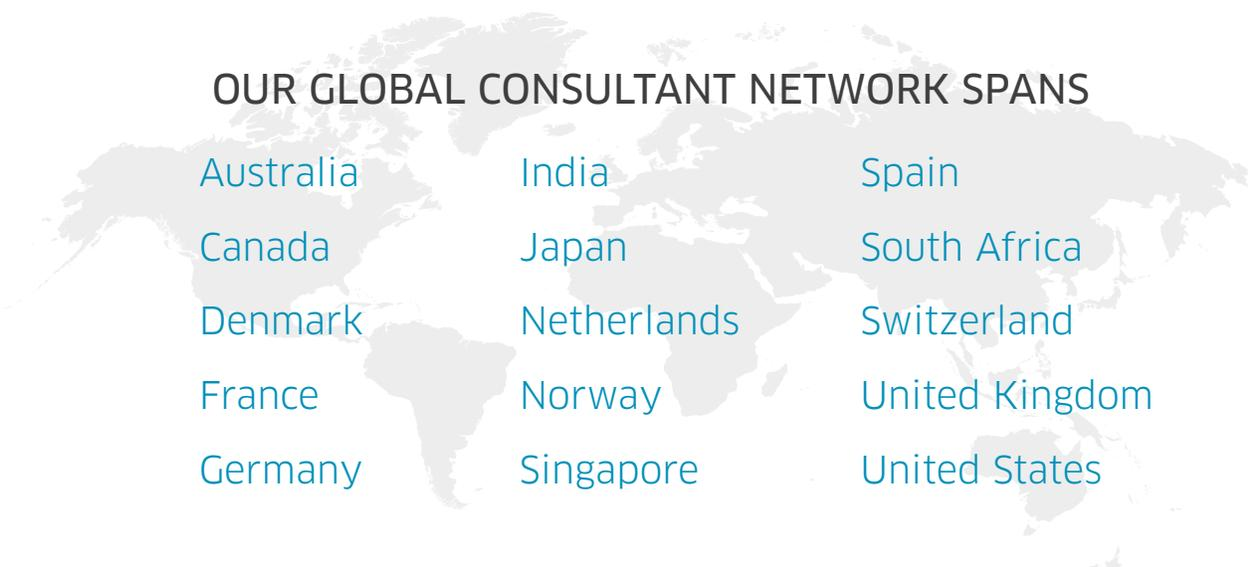 OUR GLOBAL CONSULTANT NETWORK SPANS
Australia
Canada
Denmark
France
Germany
India
Japan
Netherlands
Norway
Singapore
Spain
South Africa
Switzerland
United Kingdom
United States